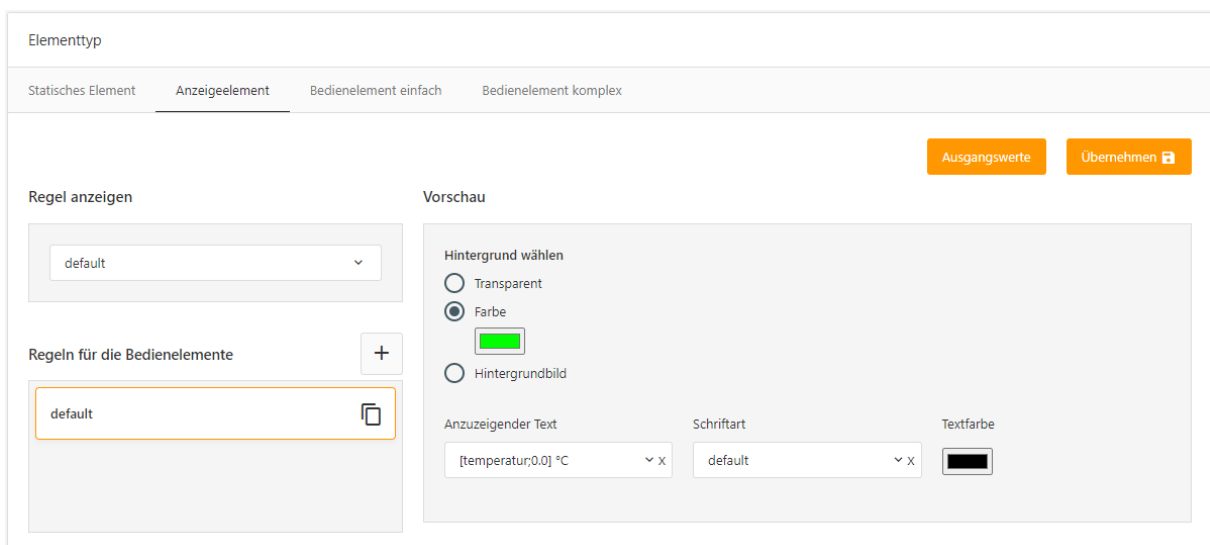 Elementtyp
Statisches Element Anzeigeelement Bedienelement einfach Bedienelement komplex
Ausgangswerte Übernehmen
Regel anzeigen
default
Regeln für die Bedienelemente +
default
Vorschau
Hintergrund wählen
Transparent
Farbe
Hintergrundbild
Anzuzeigender Text Schriftart Textfarbe
[temperatur;0.0] °C x default x